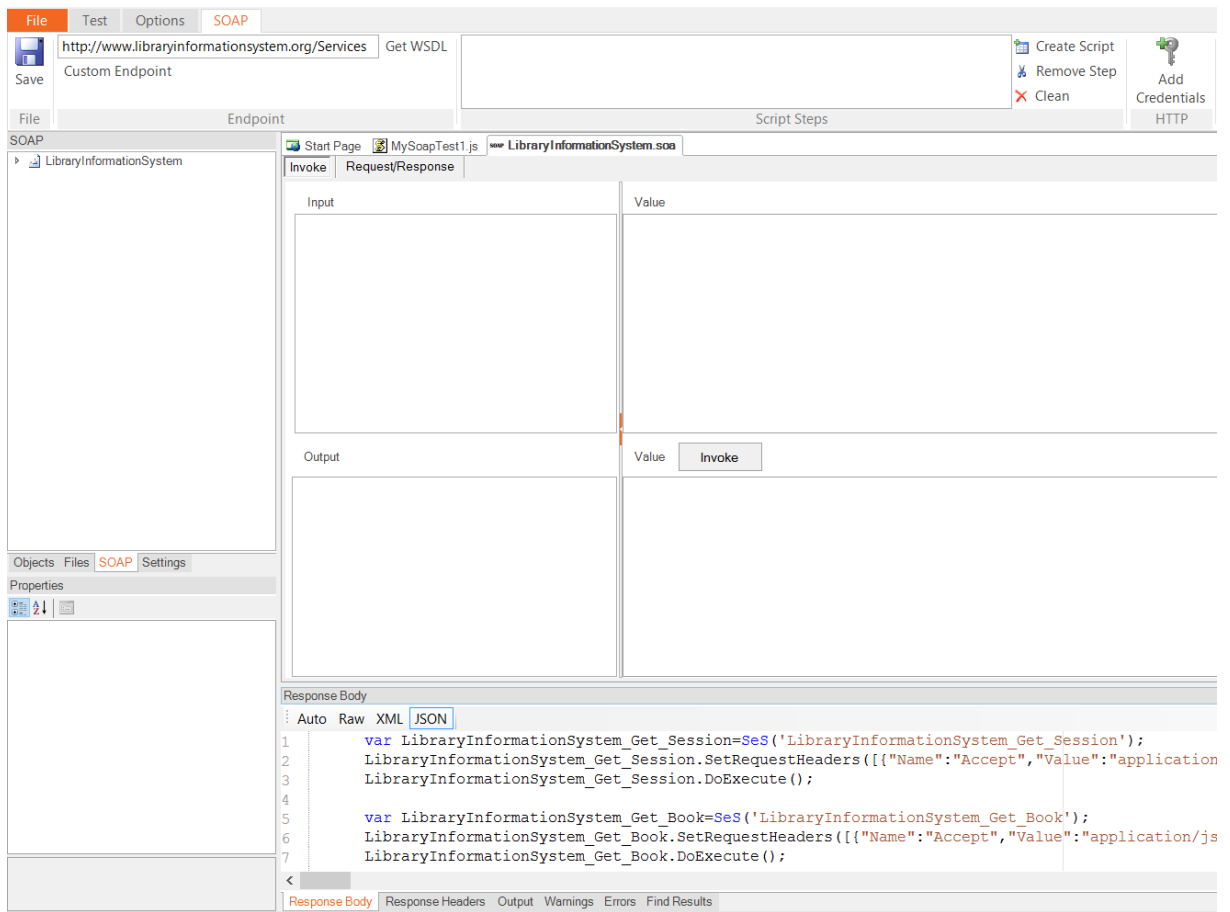 File Test Options SOAP
http://www.libraryinformationsystem.org/Services Get WSDL
Custom Endpoint
Save
Create Script
Remove Step
Clean
Add Credentials
File Endpoint Script Steps HTTP
SOAP
LibraryInformationSystem
Start Page MySoapTest1.js LibraryInformationSystem.soa
Invoke Request/Response
Input Value
Output Value Invoke
Objects Files SOAP Settings
Properties
Response Body
Auto Raw XML JSON
1 var LibraryInformationSystem_Get_Session=SeS('LibraryInformationSystem_Get_Session');
2 LibraryInformationSystem_Get_Session.SetRequestHeaders([{"Name":"Accept","Value":"application
3 LibraryInformationSystem_Get_Session.DoExecute();
4
5 var LibraryInformationSystem_Get_Book=SeS('LibraryInformationSystem_Get_Book');
6 LibraryInformationSystem_Get_Book.SetRequestHeaders([{"Name":"Accept","Value":"application/js
7 LibraryInformationSystem_Get_Book.DoExecute();
Response Body Response Headers Output Warnings Errors Find Results